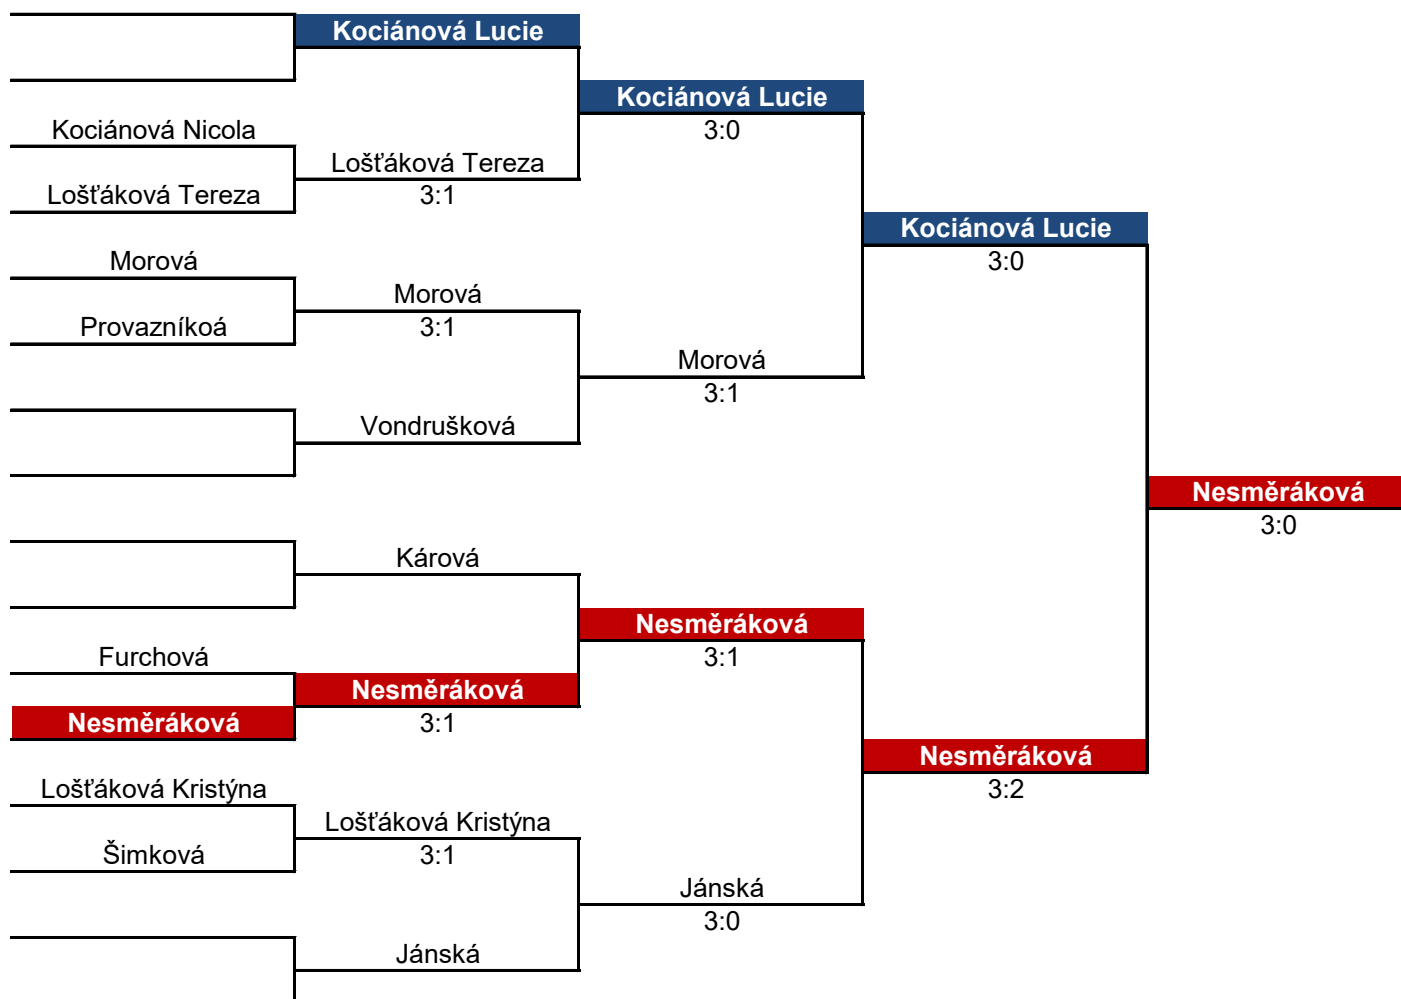 Kociánová Lucie
Kociánová Lucie
Kociánová Nicola
3:0
Lošťáková Tereza
Lošťáková Tereza
3:1
Kociánová Lucie
Morová
3:0
Morová
Provazníkoá
3:1
Morová
3:1
Vondrušková
Nesměráková
3:0
Kárová
Nesměráková
Furchová
3:1
Nesměráková
Nesměráková
3:1
Nesměráková
Lošťáková Kristýna
3:2
Lošťáková Kristýna
Šimková
3:1
Jánská
3:0
Jánská